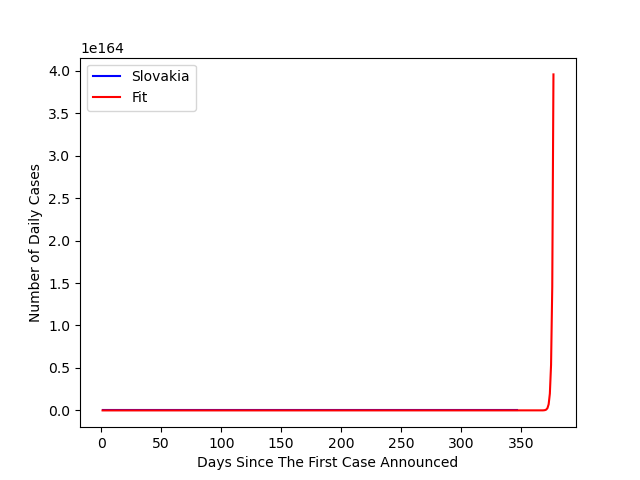 1e164
Slovakia
Fit
4.0
3.5
3.0
2.5
2.0
1.5
1.0
0.5
0.0
Number of Daily Cases
0 50 100 150 200 250 300 350
Days Since The First Case Announced